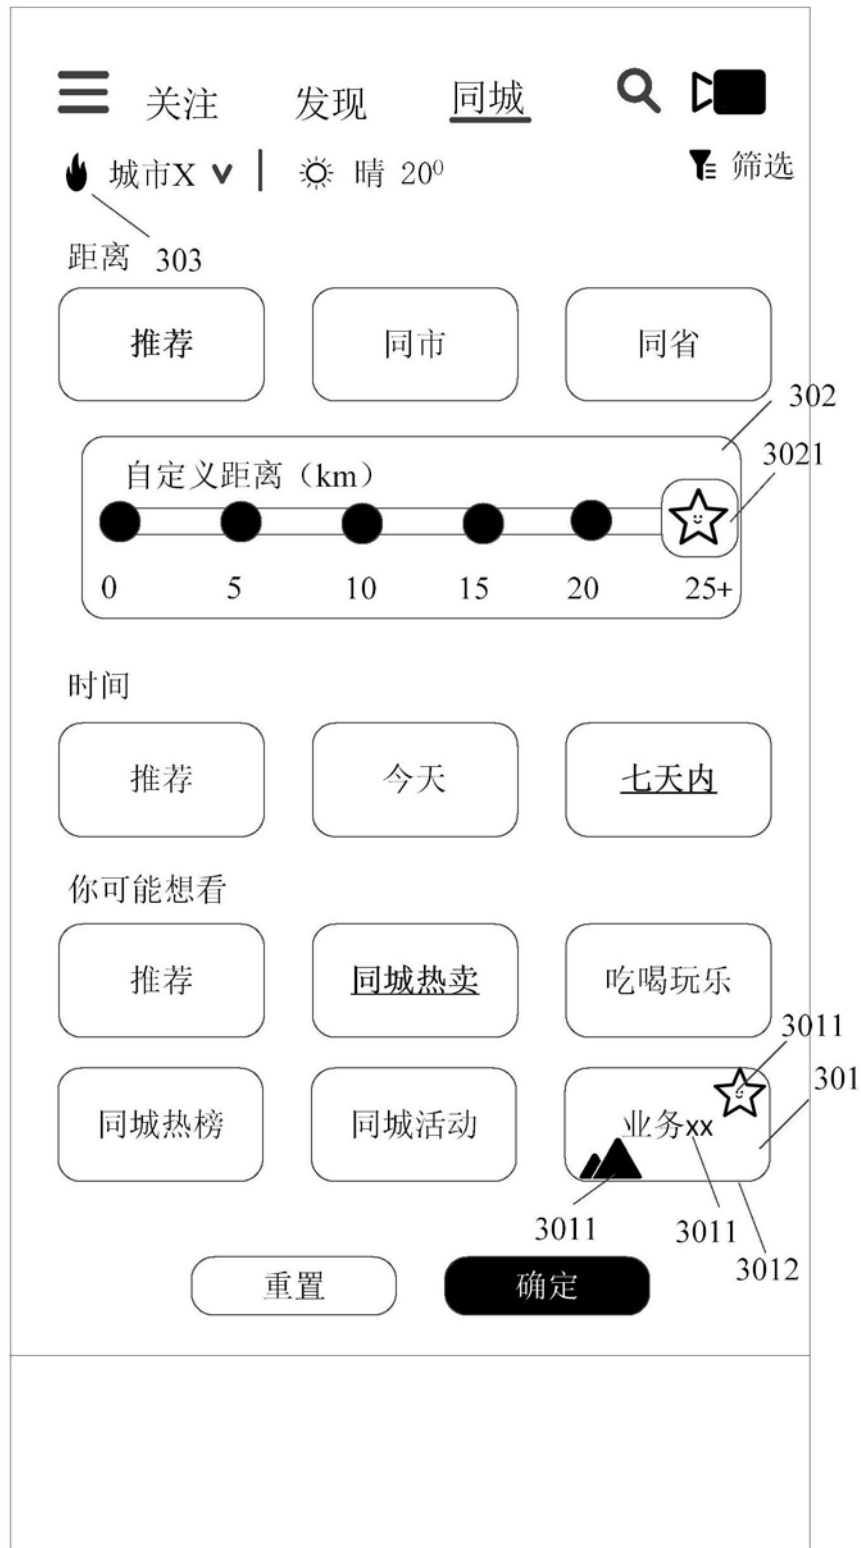 关注 发现 同城
城市X 晴 20⁰ 筛选
距离 303
推荐 同市 同省
302
自定义距离（km） 3021
0 5 10 15 20 25+
时间
推荐 今天 七天内
你可能想看
推荐 同城热卖 吃喝玩乐
3011
301
同城热榜 同城活动 业务xx
3011 3011
3012
重置 确定